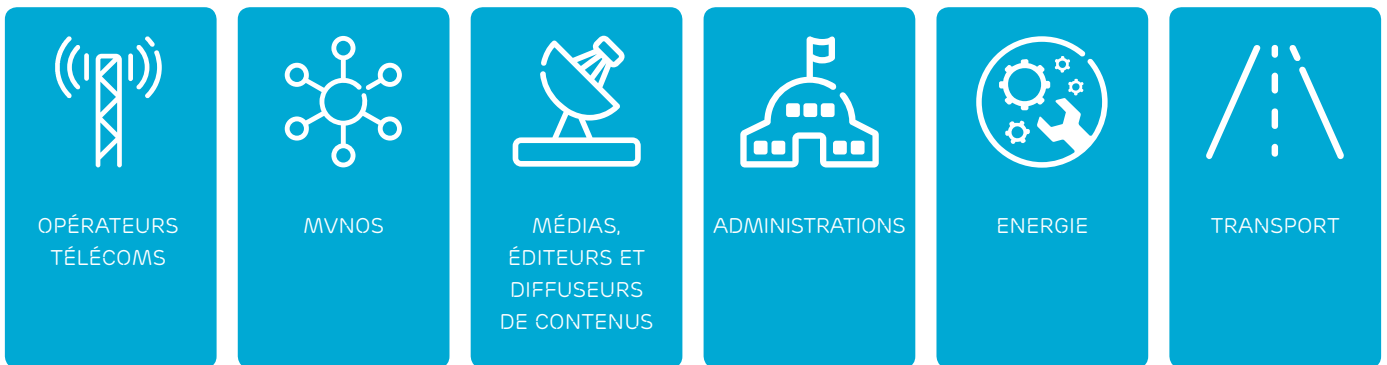 OPÉRATEURS
TÉLÉCOMS
MVNOS
MÉDIAS,
ÉDITEURS ET
DIFFUSEURS
DE CONTENUS
ADMINISTRATIONS
ENERGIE
TRANSPORT